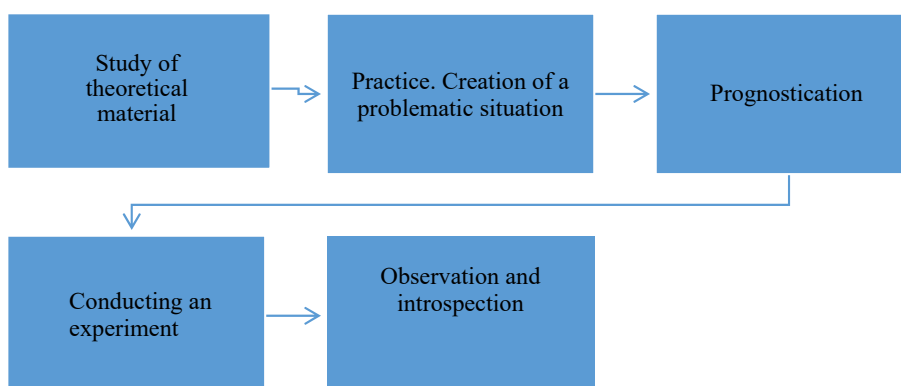 Study of
theoretical
material
Practice. Creation of a
problematic situation
Prognostication
Conducting an
experiment
Observation and
introspection